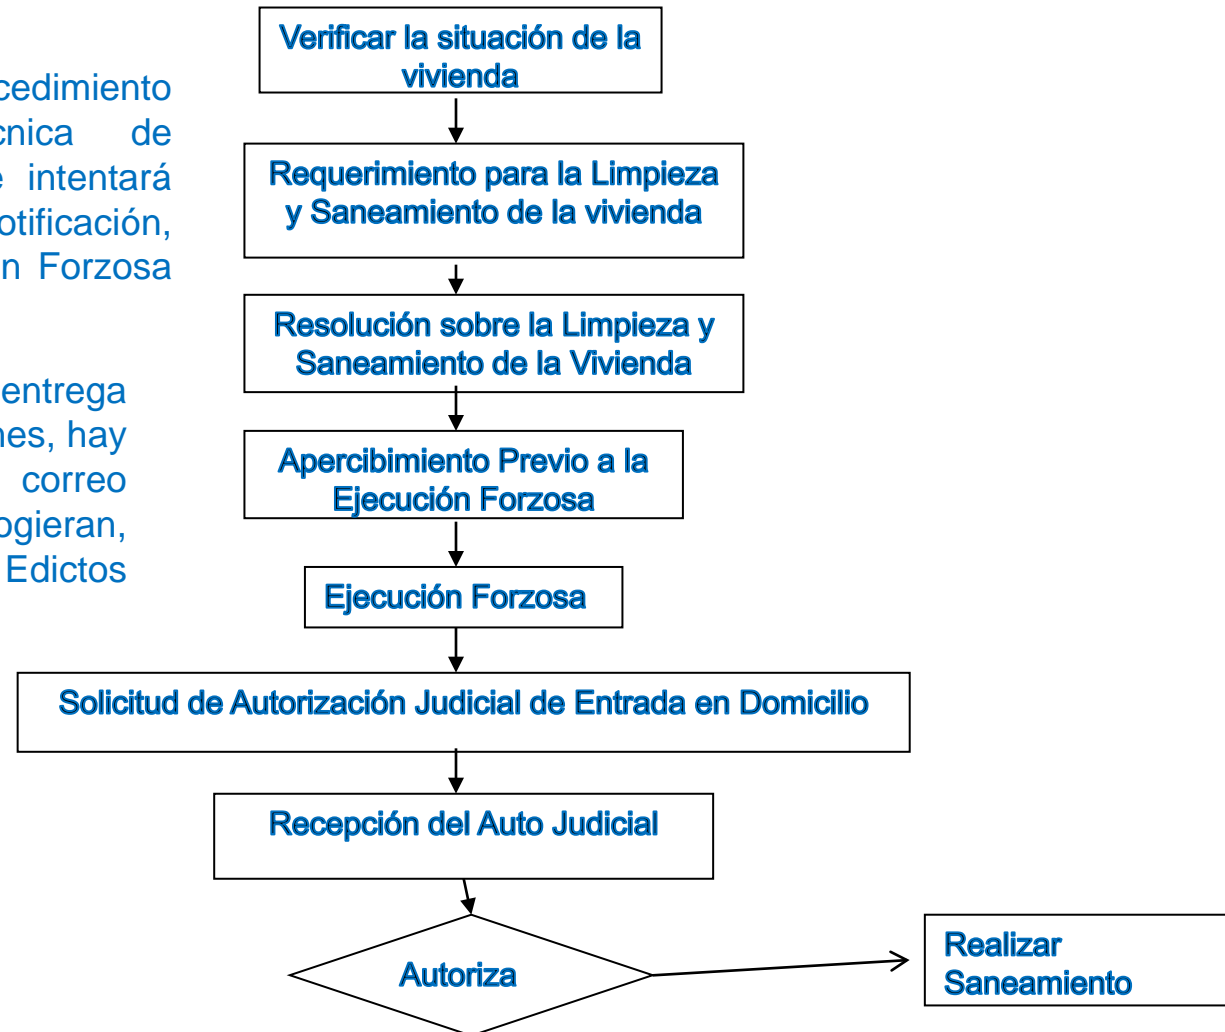 Verificar la situación de la
vivienda
cedimiento
cnica de
e intentará
otificación,
n Forzosa
Requerimiento para la Limpieza
y Saneamiento de la vivienda
Resolución sobre la Limpieza y
Saneamiento de la Vivienda
entrega
nes, hay
correo
ogieran,
Edictos
Apercibimiento Previo a la
Ejecución Forzosa
Ejecución Forzosa
Solicitud de Autorización Judicial de Entrada en Domicilio
Recepción del Auto Judicial
Autoriza
Realizar
Saneamiento